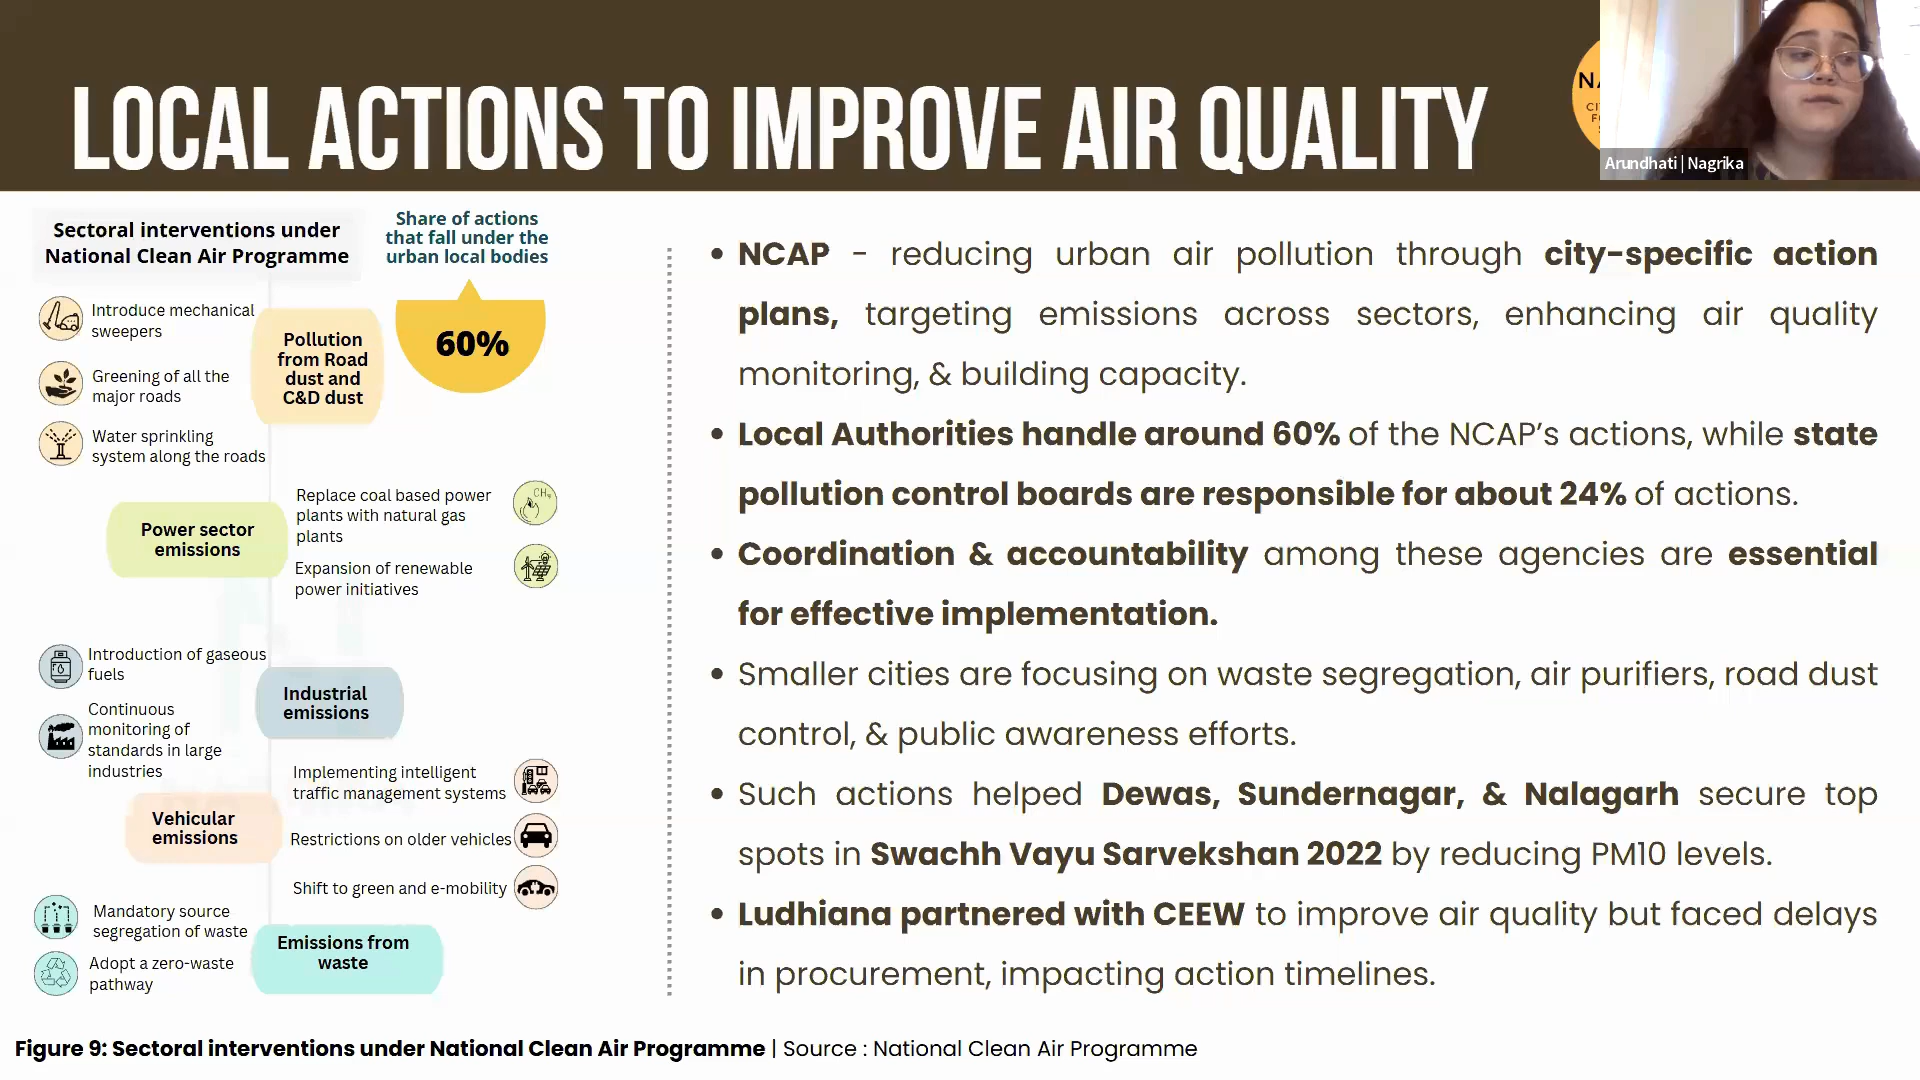 LOCAL ACTIONS TO IMPROVE AIR QUALITY
Arundhati | Nagrika
Sectoral interventions under
National Clean Air Programme
Share of actions
that fall under the
urban local bodies
60%
Introduce mechanical
sweepers
Greening of all the
major roads
Water sprinkling
system along the roads
Pollution
from Road
dust and
C&D dust
Power sector
emissions
Replace coal based power
plants with natural gas
plants
CH₄
Expansion of renewable
power initiatives
Introduction of gaseous
fuels
Continuous
monitoring of
standards in large
industries
Industrial
emissions
Vehicular
emissions
Implementing intelligent
traffic management systems
Restrictions on older vehicles
Shift to green and e-mobility
Mandatory source
segregation of waste
Adopt a zero-waste
pathway
Emissions from
waste
• NCAP - reducing urban air pollution through city-specific action
plans, targeting emissions across sectors, enhancing air quality
monitoring, & building capacity.
• Local Authorities handle around 60% of the NCAP's actions, while state
pollution control boards are responsible for about 24% of actions.
• Coordination & accountability among these agencies are essential
for effective implementation.
• Smaller cities are focusing on waste segregation, air purifiers, road dust
control, & public awareness efforts.
• Such actions helped Dewas, Sundernagar, & Nalagarh secure top
spots in Swachh Vayu Sarvekshan 2022 by reducing PM10 levels.
• Ludhiana partnered with CEEW to improve air quality but faced delays
in procurement, impacting action timelines.
Figure 9: Sectoral interventions under National Clean Air Programme | Source : National Clean Air Programme